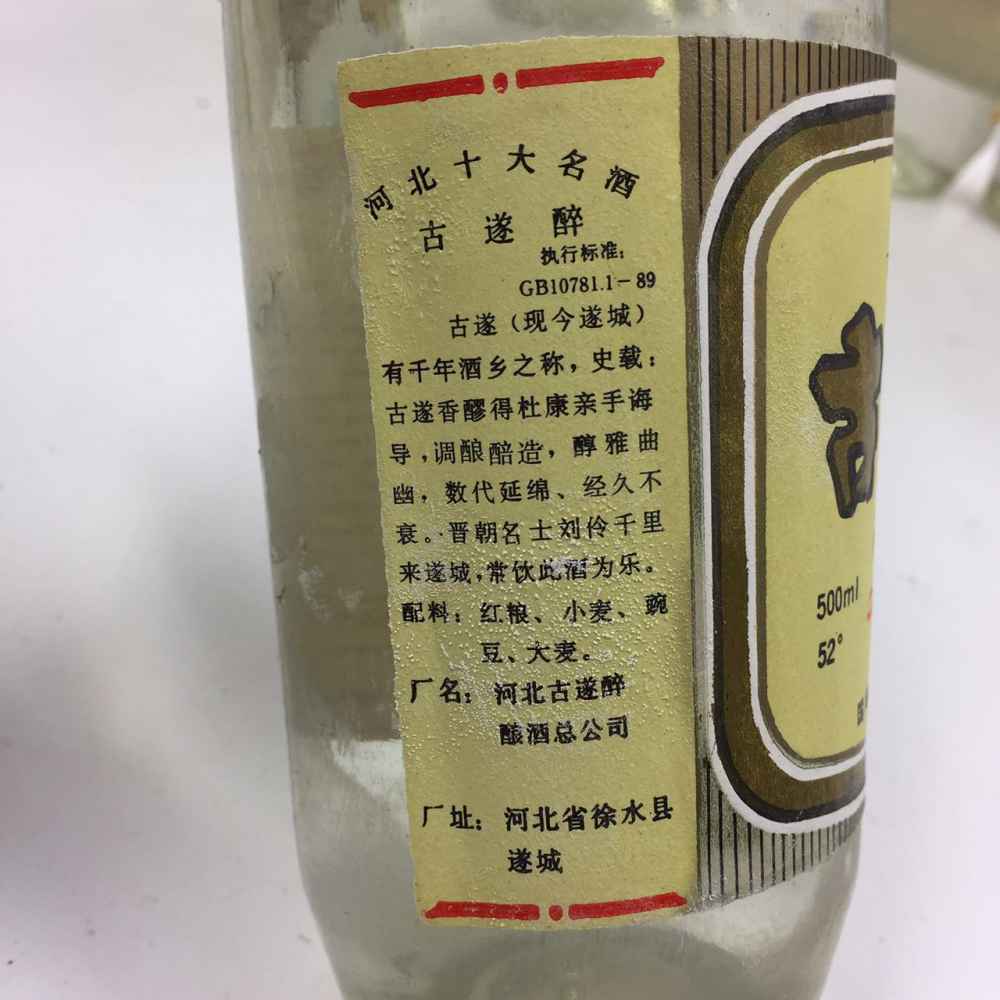 河北十大名酒
古遂醉
执行标准:
GB10781.1-89
古遂(现今遂城)
有千年酒乡之称,史载:
古遂香醪得杜康亲手诲
导,调酿醅造,醇雅曲
幽,数代延绵、经久不
衰。晋朝名士刘伶千里
来遂城,常饮此酒为乐。
配料:红粮、小麦、豌
豆、大麦。
厂名:河北古遂醉
酿酒总公司
厂址:河北省徐水县
遂城
500ml
52°